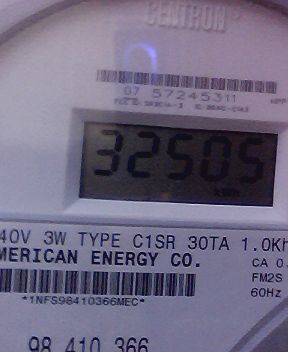 CENTRON
07 57245311
32505
40V 3W TYPE C1SR 30TA 1.0Kh
MERICAN ENERGY CO.
CA 0.
FM2S
60Hz
*1NFS98410366MEC*
98 410 366